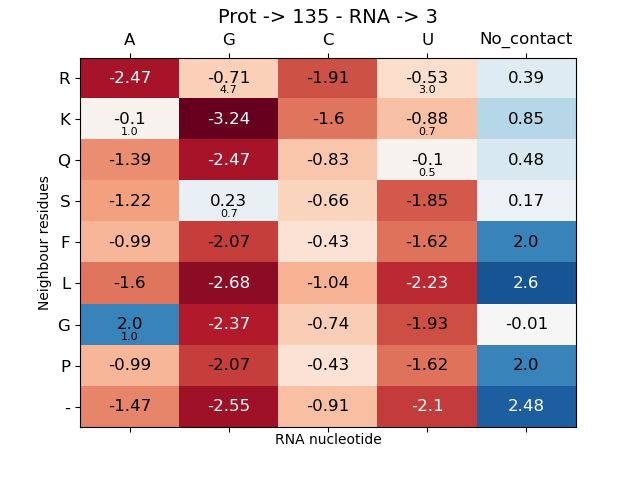 Prot -> 135 - RNA -> 3
A G C U No_contact
R -2.47 -0.71 -1.91 -0.53 0.39
4.7 3.0
K -0.1 -3.24 -1.6 -0.88 0.85
1.0 0.7
Q -1.39 -2.47 -0.83 -0.1 0.48
0.5
S -1.22 0.23 -0.66 -1.85 0.17
0.7
F -0.99 -2.07 -0.43 -1.62 2.0
L -1.6 -2.68 -1.04 -2.23 2.6
G 2.0 -2.37 -0.74 -1.93 -0.01
1.0
P -0.99 -2.07 -0.43 -1.62 2.0
- -1.47 -2.55 -0.91 -2.1 2.48
RNA nucleotide
Neighbour residues